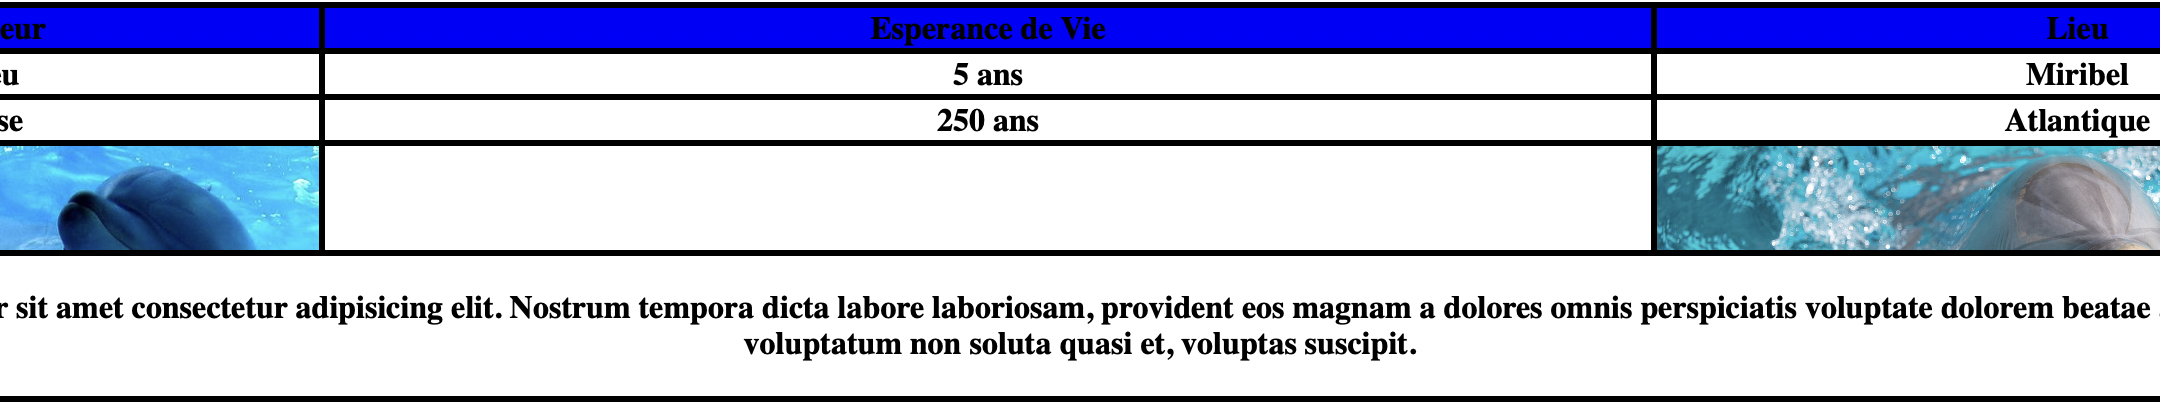 eur Esperance de Vie Lieu
eu 5 ans Miribel
se 250 ans Atlantique
r sit amet consectetur adipisicing elit. Nostrum tempora dicta labore laboriosam, provident eos magnam a dolores omnis perspiciatis voluptate dolorem beatae
voluptatum non soluta quasi et, voluptas suscipit.